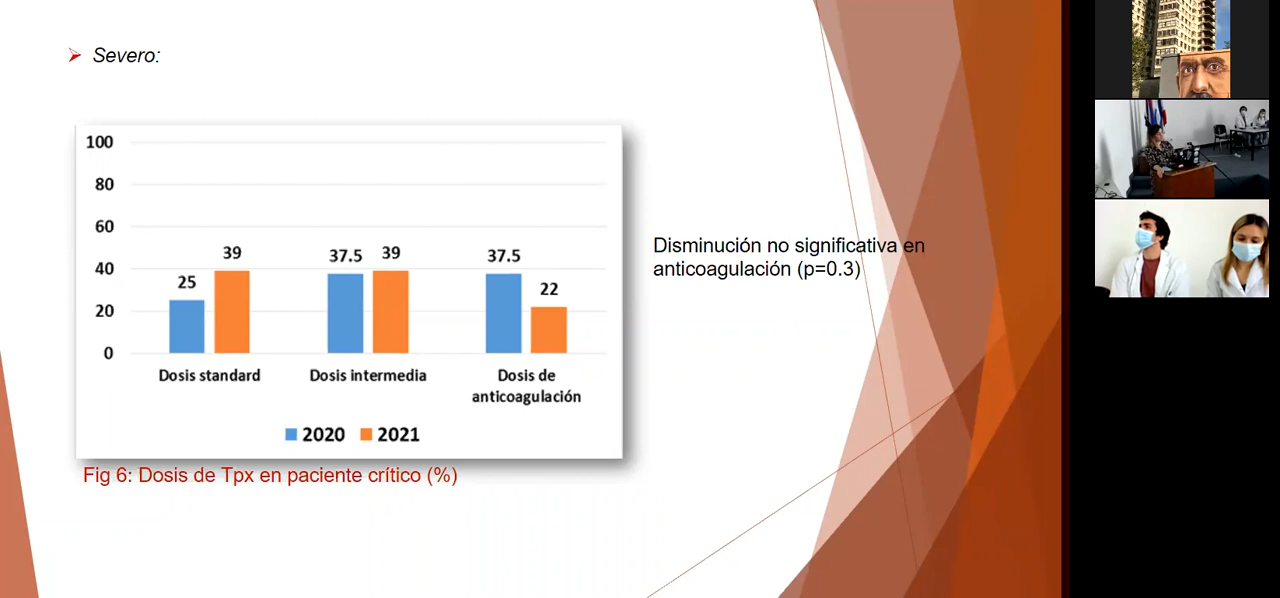 Severo:
100
80
60
40
20
0
25
39
37.5
39
37.5
22
Dosis standard
Dosis intermedia
Dosis de
anticoagulación
2020
2021
Fig 6: Dosis de Tpx en paciente crítico (%)
Disminución no significativa en
anticoagulación (p=0.3)